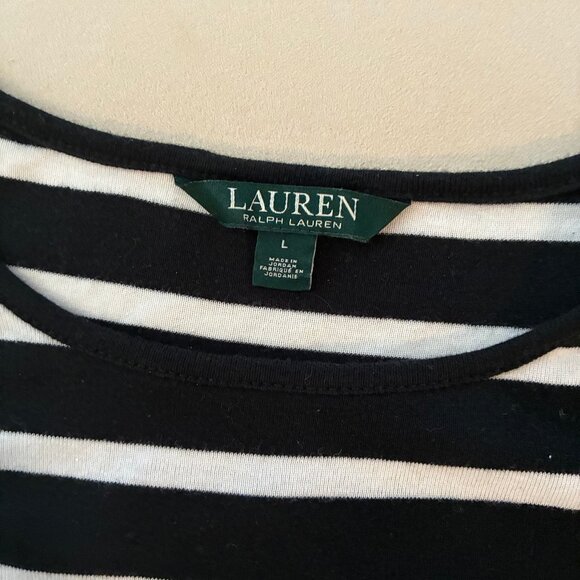 LAUREN
RALPH LAUREN
L
MADE IN
JORDAN
FABRIQUÉ EN
JORDANIE